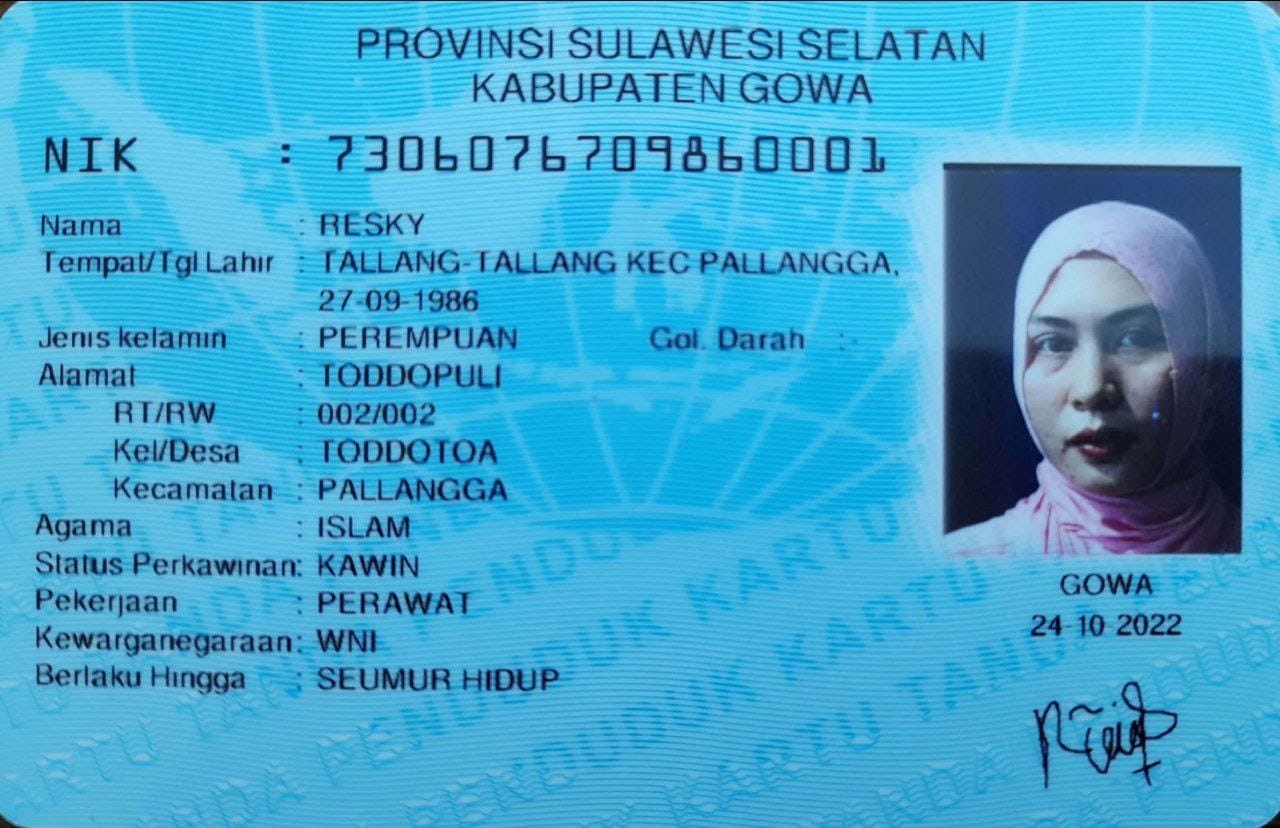 PROVINSI SULAWESI SELATAN
KABUPATEN GOWA
NIK : 7306076709860001
Nama : RESKY
Tempat/Tgl Lahir : TALLANG-TALLANG KEC PALLANGGA,
27-09-1986
Jenis kelamin : PEREMPUAN Gol. Darah : -
Alamat : TODDOPULI
RT/RW : 002/002
Kel/Desa : TODDOTOA
Kecamatan : PALLANGGA
Agama : ISLAM
Status Perkawinan: KAWIN
Pekerjaan : PERAWAT
Kewarganegaraan: WNI
Berlaku Hingga : SEUMUR HIDUP
GOWA
24-10-2022